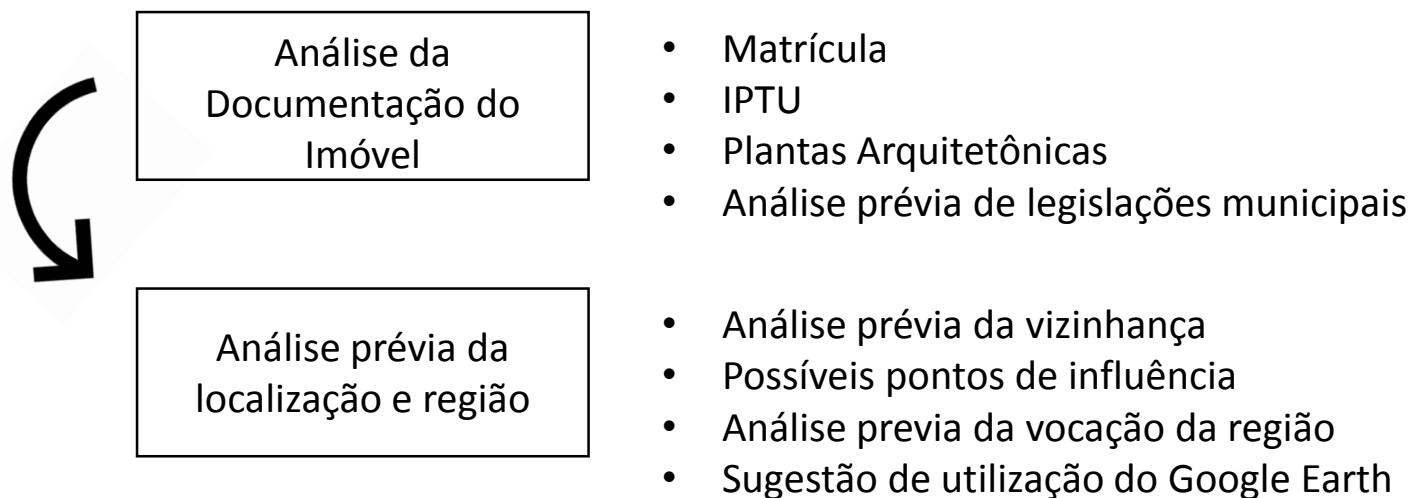 Análise da
Documentação do
Imóvel
• Matrícula
• IPTU
• Plantas Arquitetônicas
• Análise prévia de legislações municipais
Análise prévia da
localização e região
• Análise prévia da vizinhança
• Possíveis pontos de influência
• Análise previa da vocação da região
• Sugestão de utilização do Google Earth